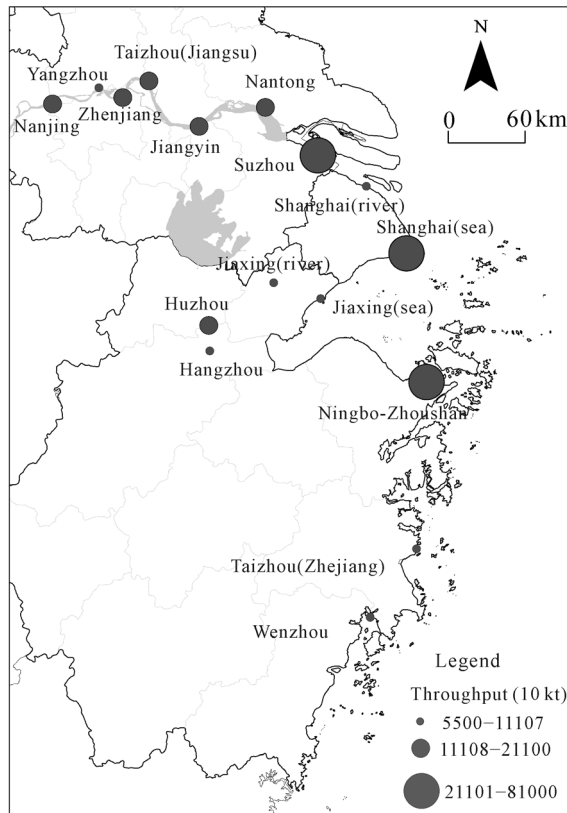 N
0 60 km
Taizhou(Jiangsu)
Yangzhou
Nantong
Zhenjiang
Nanjing
Jiangyin
Suzhou
Shanghai(river)
Shanghai(sea)
Jiaxing(river)
Huzhou
Jiaxing(sea)
Hangzhou
Ningbo-Zhoushan
Taizhou(Zhejiang)
Wenzhou
Legend
Throughput (10 kt)
5500−11107
11108−21100
21101−81000